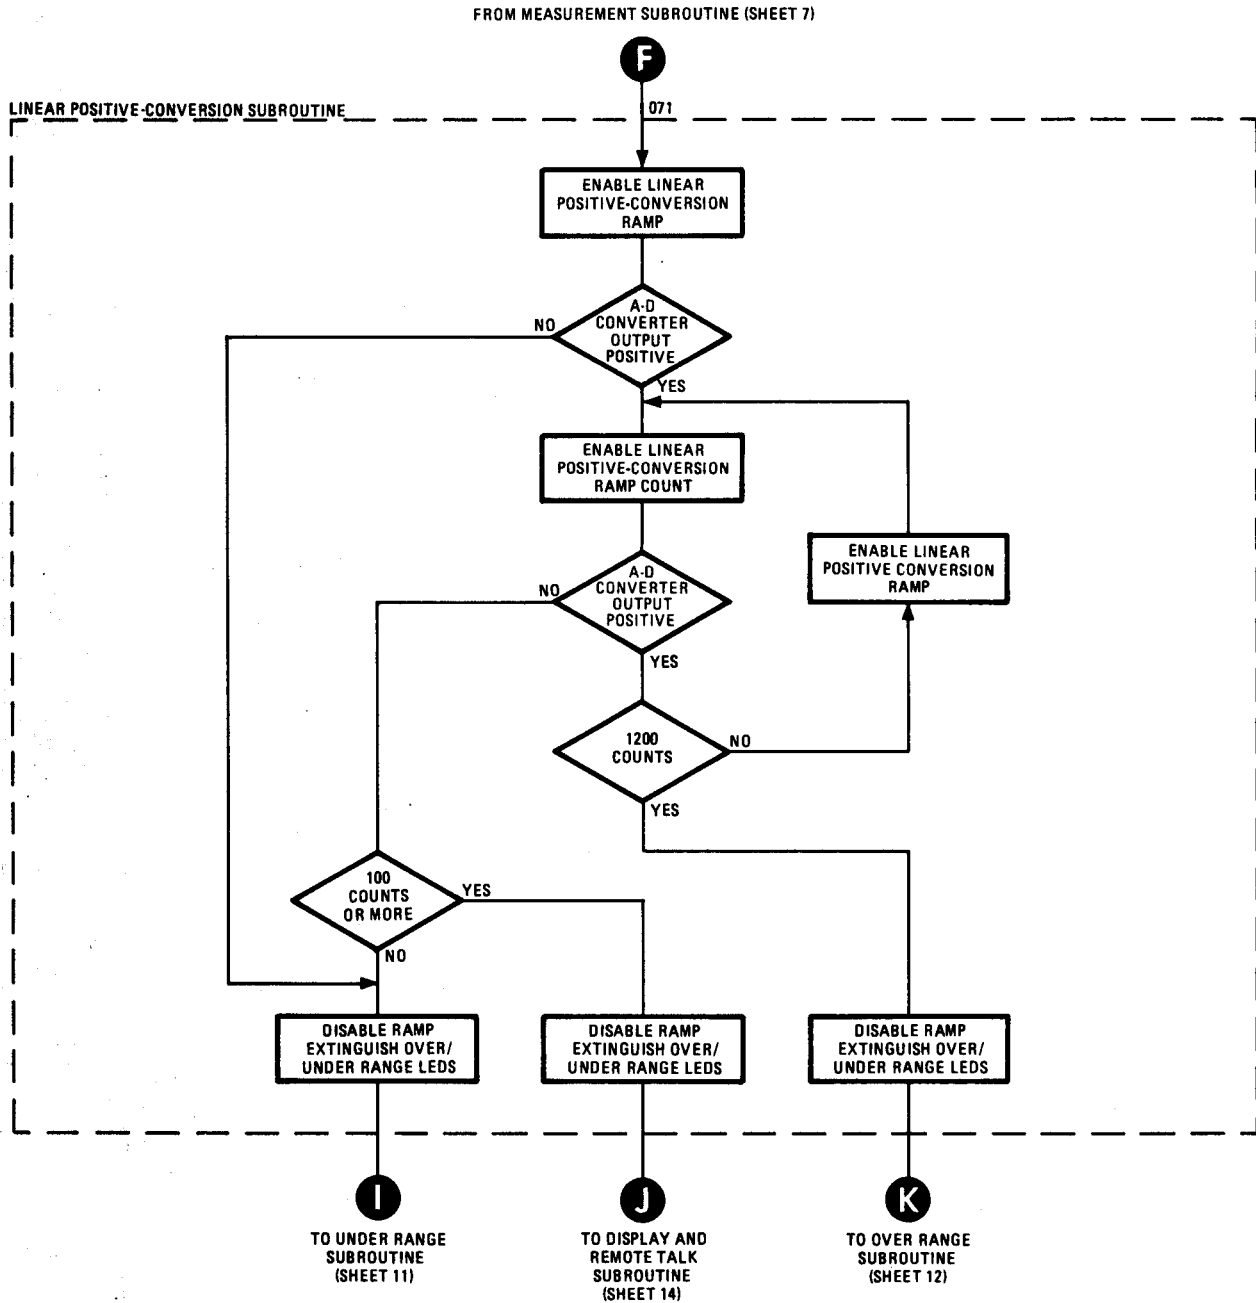 FROM MEASUREMENT SUBROUTINE (SHEET 7)
F
LINEAR POSITIVE-CONVERSION SUBROUTINE
071
ENABLE LINEAR
POSITIVE-CONVERSION
RAMP
A-D
CONVERTER
OUTPUT
POSITIVE
NO
YES
ENABLE LINEAR
POSITIVE-CONVERSION
RAMP COUNT
ENABLE LINEAR
POSITIVE CONVERSION
RAMP
A-D
CONVERTER
OUTPUT
POSITIVE
NO
YES
1200
COUNTS
NO
YES
100
COUNTS
OR MORE
YES
NO
DISABLE RAMP
EXTINGUISH OVER/
UNDER RANGE LEDS
DISABLE RAMP
EXTINGUISH OVER/
UNDER RANGE LEDS
DISABLE RAMP
EXTINGUISH OVER/
UNDER RANGE LEDS
I
TO UNDER RANGE
SUBROUTINE
(SHEET 11)
J
TO DISPLAY AND
REMOTE TALK
SUBROUTINE
(SHEET 14)
K
TO OVER RANGE
SUBROUTINE
(SHEET 12)